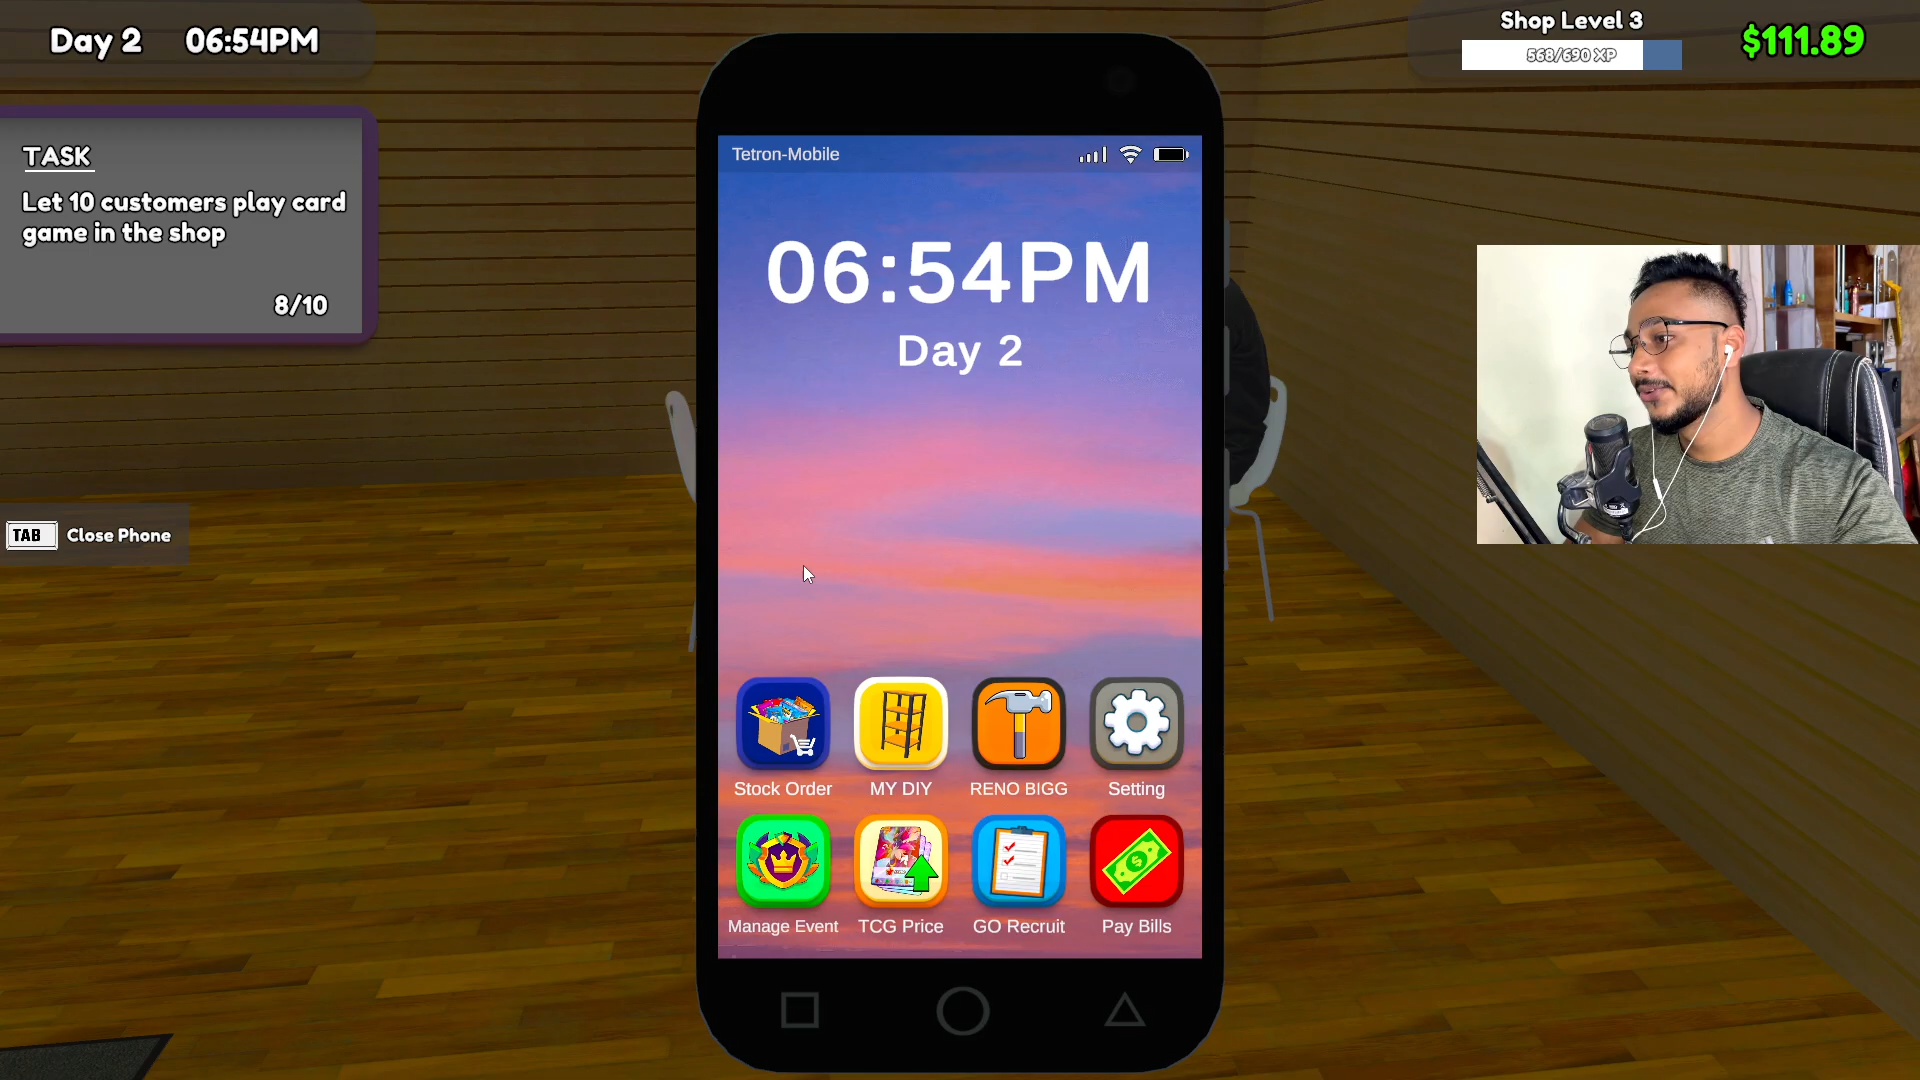 Day 2 06:54PM
Shop Level 3
568/690 XP
$111.89
TASK
Let 10 customers play card
game in the shop
8/10
TAB Close Phone
Tetron-Mobile
06:54PM
Day 2
Stock Order MY DIY RENO BIGG Setting
Manage Event TCG Price GO Recruit Pay Bills